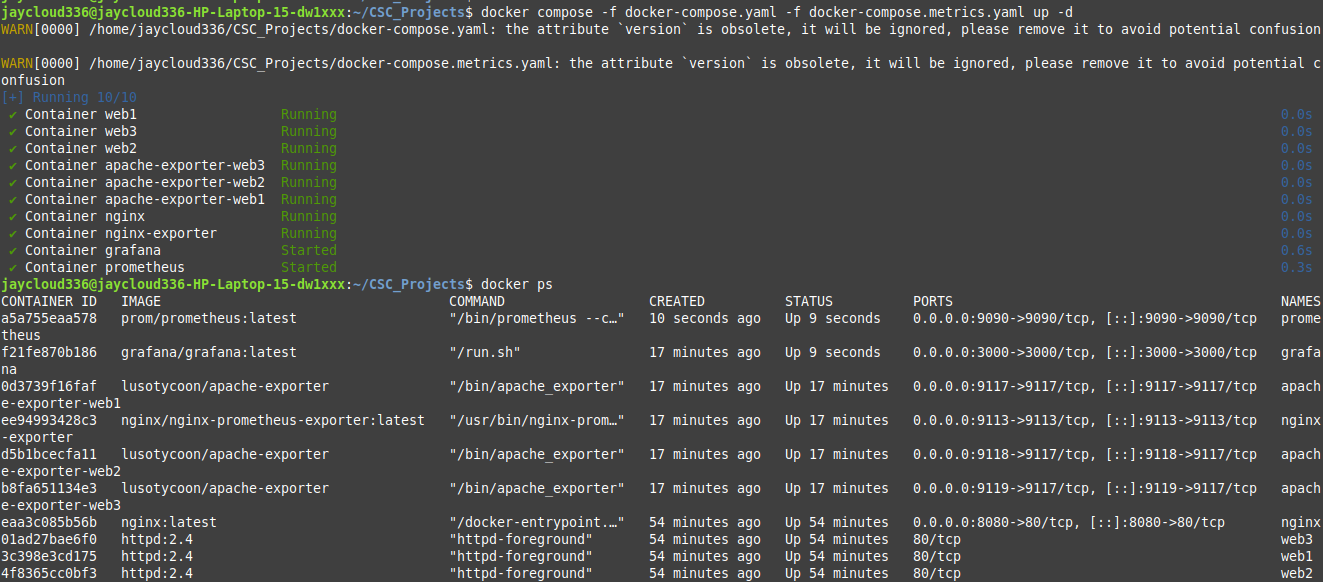 jaycloud336@jaycloud336-HP-Laptop-15-dw1xxx:~/CSC_Projects$ docker compose -f docker-compose.yaml -f docker-compose.metrics.yaml up -d
WARN[0000] /home/jaycloud336/CSC_Projects/docker-compose.yaml: the attribute `version` is obsolete, it will be ignored, please remove it to avoid potential confusion
WARN[0000] /home/jaycloud336/CSC_Projects/docker-compose.metrics.yaml: the attribute `version` is obsolete, it will be ignored, please remove it to avoid potential c
onfusion
[+] Running 10/10
✔ Container web1 Running 0.0s
✔ Container web3 Running 0.0s
✔ Container web2 Running 0.0s
✔ Container apache-exporter-web3 Running 0.0s
✔ Container apache-exporter-web2 Running 0.0s
✔ Container apache-exporter-web1 Running 0.0s
✔ Container nginx Running 0.0s
✔ Container nginx-exporter Running 0.0s
✔ Container grafana Started 0.6s
✔ Container prometheus Started 0.3s
jaycloud336@jaycloud336-HP-Laptop-15-dw1xxx:~/CSC_Projects$ docker ps
CONTAINER ID IMAGE COMMAND CREATED STATUS PORTS NAMES
a5a755eaa578 prom/prometheus:latest "/bin/prometheus --c…" 10 seconds ago Up 9 seconds 0.0.0.0:9090->9090/tcp, [::]:9090->9090/tcp prome
theus
f21fe870b186 grafana/grafana:latest "/run.sh" 17 minutes ago Up 9 seconds 0.0.0.0:3000->3000/tcp, [::]:3000->3000/tcp grafa
na
0d3739f16faf lusotycoon/apache-exporter "/bin/apache_exporter" 17 minutes ago Up 17 minutes 0.0.0.0:9117->9117/tcp, [::]:9117->9117/tcp apach
e-exporter-web1
ee94993428c3 nginx/nginx-prometheus-exporter:latest "/usr/bin/nginx-prom…" 17 minutes ago Up 17 minutes 0.0.0.0:9113->9113/tcp, [::]:9113->9113/tcp nginx
-exporter
d5b1bcecfa11 lusotycoon/apache-exporter "/bin/apache_exporter" 17 minutes ago Up 17 minutes 0.0.0.0:9118->9117/tcp, [::]:9118->9117/tcp apach
e-exporter-web2
b8fa651134e3 lusotycoon/apache-exporter "/bin/apache_exporter" 17 minutes ago Up 17 minutes 0.0.0.0:9119->9117/tcp, [::]:9119->9117/tcp apach
e-exporter-web3
eaa3c085b56b nginx:latest "/docker-entrypoint.…" 54 minutes ago Up 54 minutes 0.0.0.0:8080->80/tcp, [::]:8080->80/tcp nginx
01ad27bae6f0 httpd:2.4 "httpd-foreground" 54 minutes ago Up 54 minutes 80/tcp web3
3c398e3cd175 httpd:2.4 "httpd-foreground" 54 minutes ago Up 54 minutes 80/tcp web1
4f8365cc0bf3 httpd:2.4 "httpd-foreground" 54 minutes ago Up 54 minutes 80/tcp web2